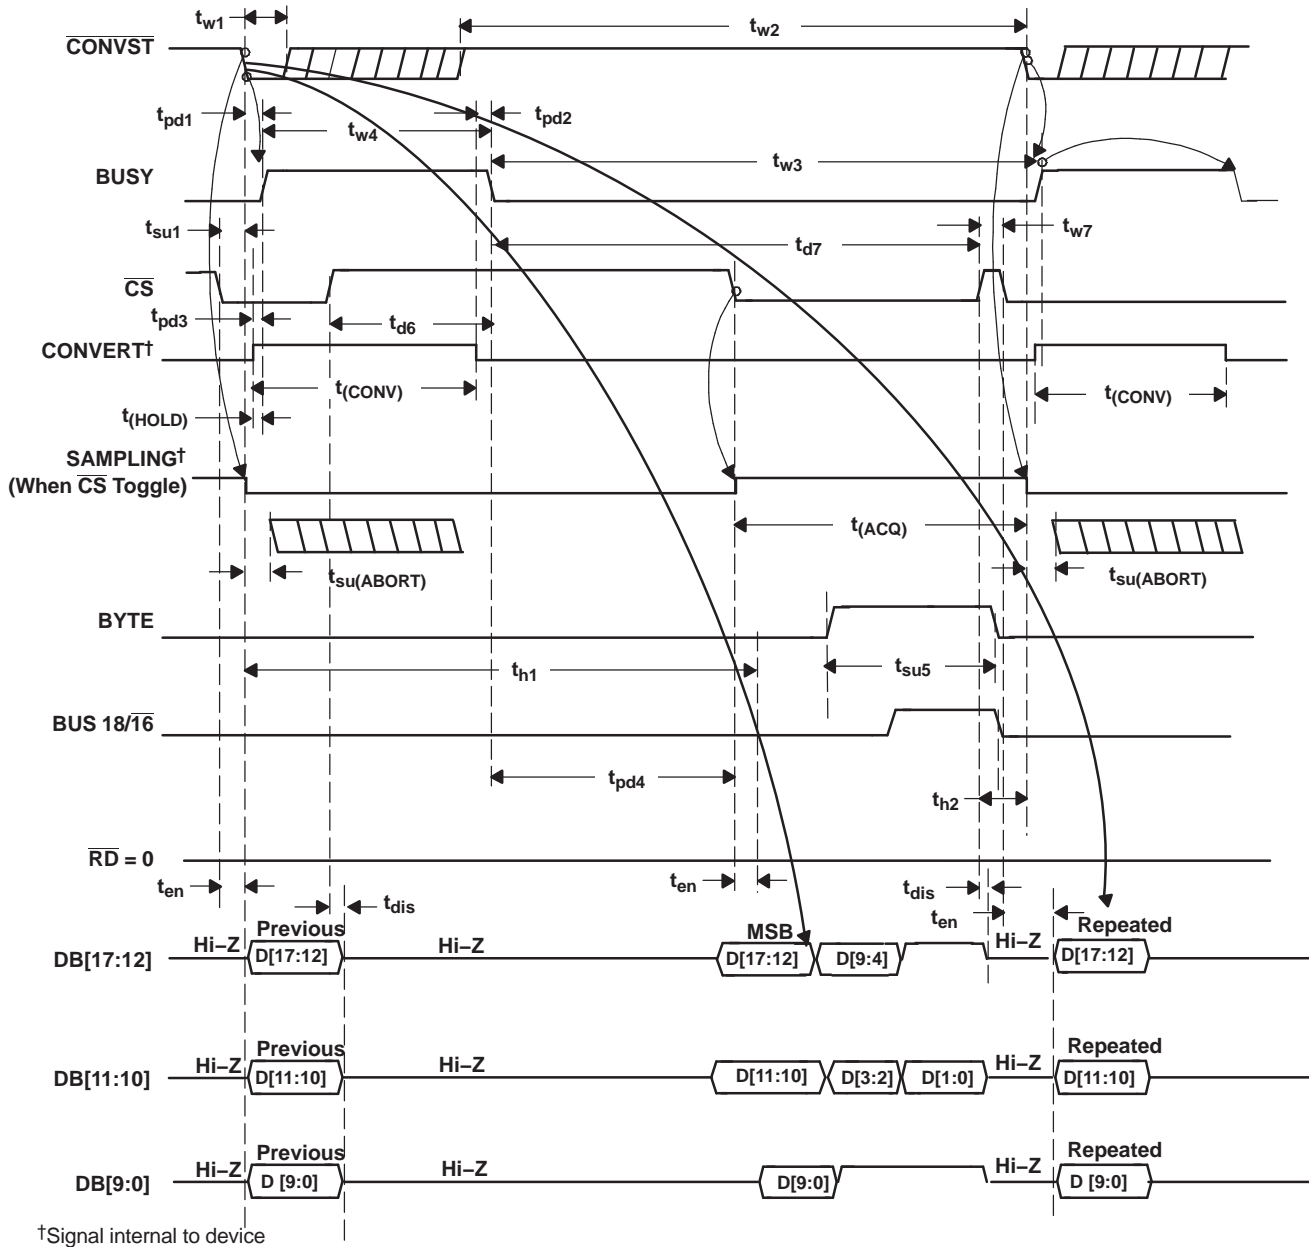 tw1
tw2
CONVST
tpd1
tw4
tpd2
tw3
BUSY
tsu1
tw7
td7
CS
tpd3
td6
CONVERT†
t(CONV)
t(CONV)
t(HOLD)
SAMPLING†
(When CS Toggle)
t(ACQ)
tsu(ABORT)
tsu(ABORT)
BYTE
th1
tsu5
BUS 18/16
tpd4
th2
RD = 0
ten
tdis
ten
tdis
ten
DB[17:12]
Hi–Z
Previous
D[17:12]
Hi–Z
MSB
D[17:12]
D[9:4]
Hi–Z
Repeated
D[17:12]
DB[11:10]
Hi–Z
Previous
D[11:10]
Hi–Z
D[11:10]
D[3:2]
D[1:0]
Hi–Z
Repeated
D[11:10]
DB[9:0]
Hi–Z
Previous
D [9:0]
Hi–Z
D[9:0]
Hi–Z
Repeated
D [9:0]
†Signal internal to device